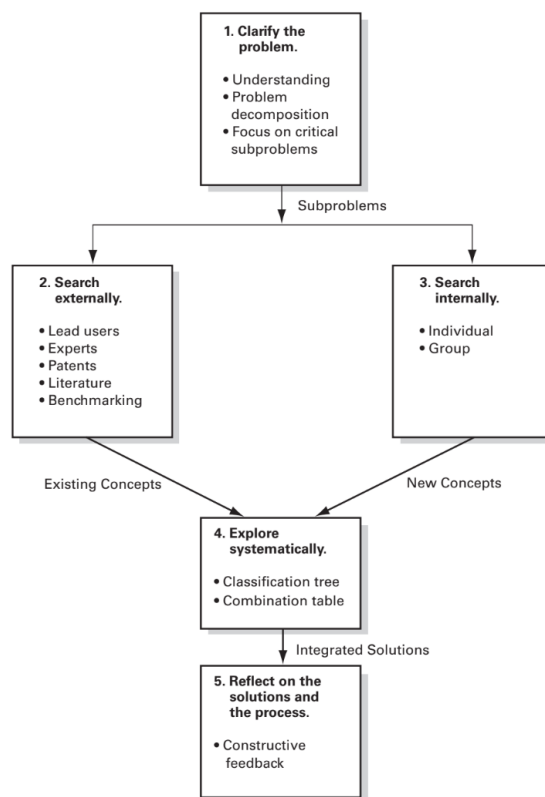 1. Clarify the
problem.
• Understanding
• Problem
decomposition
• Focus on critical
subproblems
Subproblems
2. Search
externally.
• Lead users
• Experts
• Patents
• Literature
• Benchmarking
3. Search
internally.
• Individual
• Group
Existing Concepts
New Concepts
4. Explore
systematically.
• Classification tree
• Combination table
Integrated Solutions
5. Reflect on the
solutions and
the process.
• Constructive
feedback